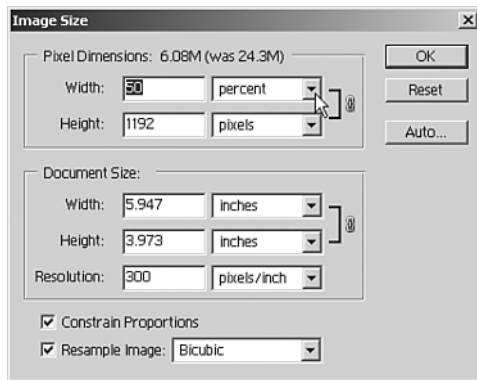 Image Size
Pixel Dimensions: 6.08M (was 24.3M)
OK
Width: 50 percent
Reset
Height: 1192 pixels
Auto...
Document Size:
Width: 5.947 inches
Height: 3.973 inches
Resolution: 300 pixels/inch
Constrain Proportions
Resample Image: Bicubic